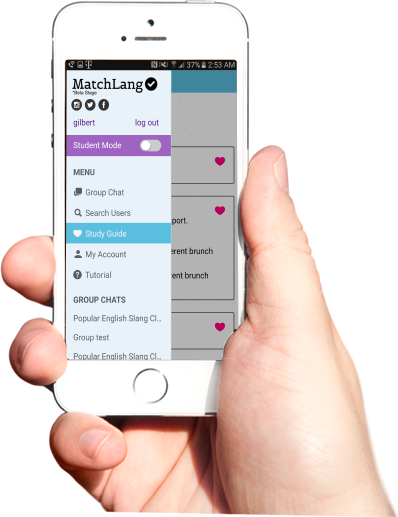 37% 2:53 AM
MatchLang
*Beta Stage
gilbert log out
Student Mode
MENU
Group Chat
Search Users
Study Guide
port.
My Account
erent brunch
Tutorial
erent brunch
GROUP CHATS
Popular English Slang Cl...
Group test
Popular English Slang Cl...